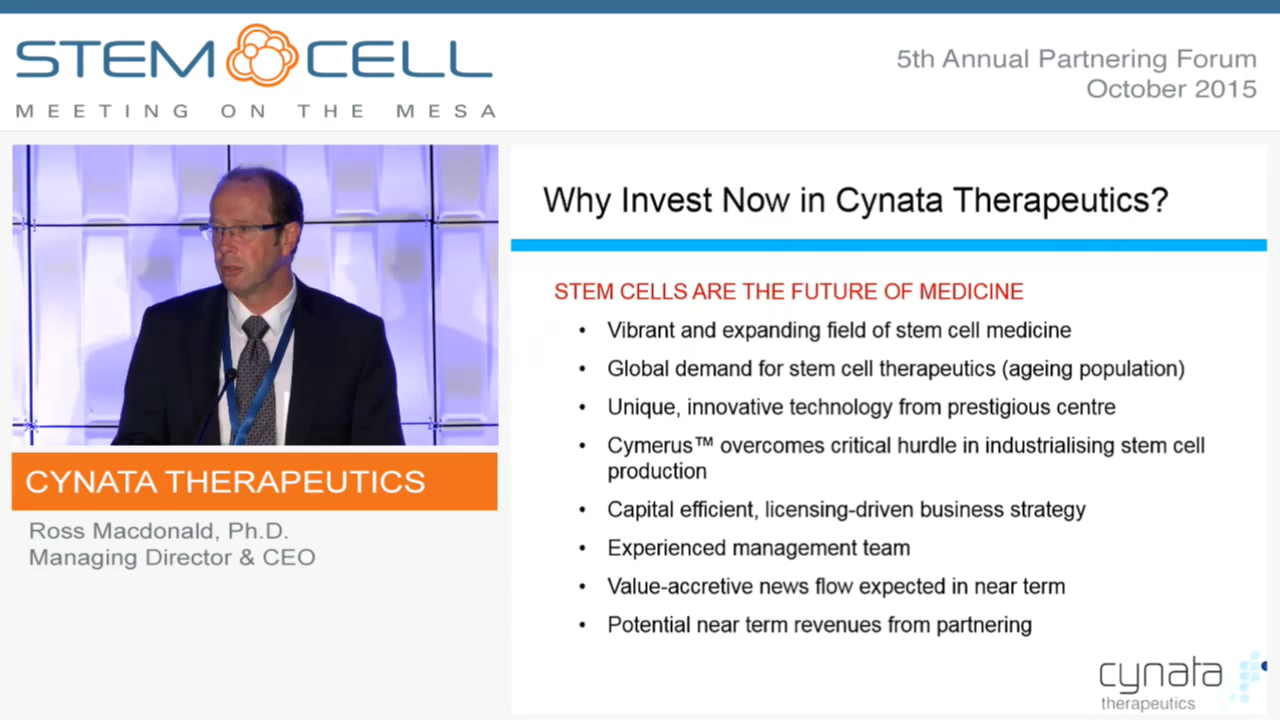 STEM CELL
MEETING ON THE MESA
5th Annual Partnering Forum
October 2015
CYNATA THERAPEUTICS
Ross Macdonald, Ph.D.
Managing Director & CEO
Why Invest Now in Cynata Therapeutics?
STEM CELLS ARE THE FUTURE OF MEDICINE
• Vibrant and expanding field of stem cell medicine
• Global demand for stem cell therapeutics (ageing population)
• Unique, innovative technology from prestigious centre
• Cymerus™ overcomes critical hurdle in industrialising stem cell
production
• Capital efficient, licensing-driven business strategy
• Experienced management team
• Value-accretive news flow expected in near term
• Potential near term revenues from partnering
cynata
therapeutics